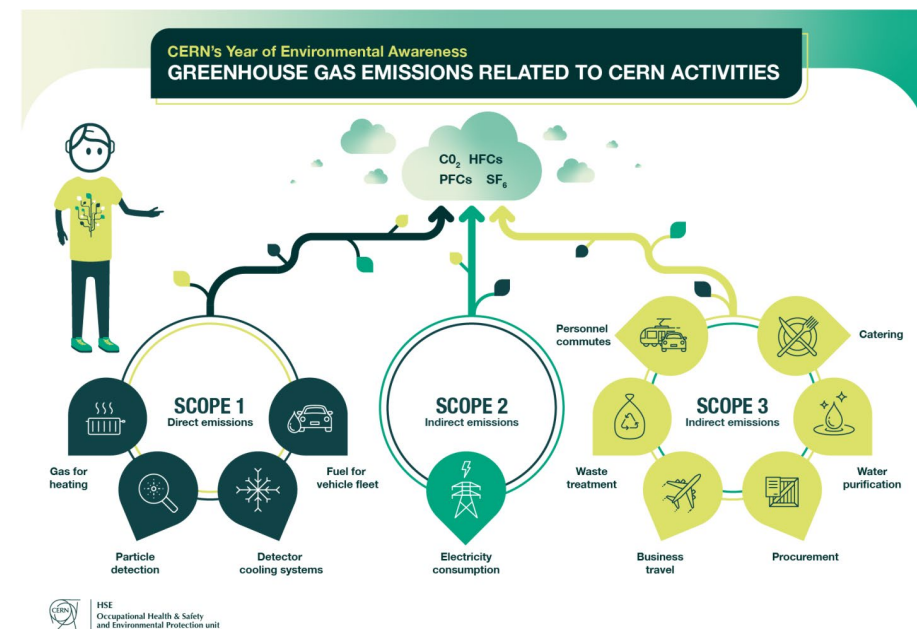 CERN's Year of Environmental Awareness
GREENHOUSE GAS EMISSIONS RELATED TO CERN ACTIVITIES
C0₂ HFCs
PFCs SF₆
SCOPE 1
Direct emissions
Gas for
heating
Particle
detection
Detector
cooling systems
Fuel for
vehicle fleet
SCOPE 2
Indirect emissions
Electricity
consumption
SCOPE 3
Indirect emissions
Personnel
commutes
Waste
treatment
Business
travel
Procurement
Water
purification
Catering
CERN
HSE
Occupational Health & Safety
and Environmental Protection unit